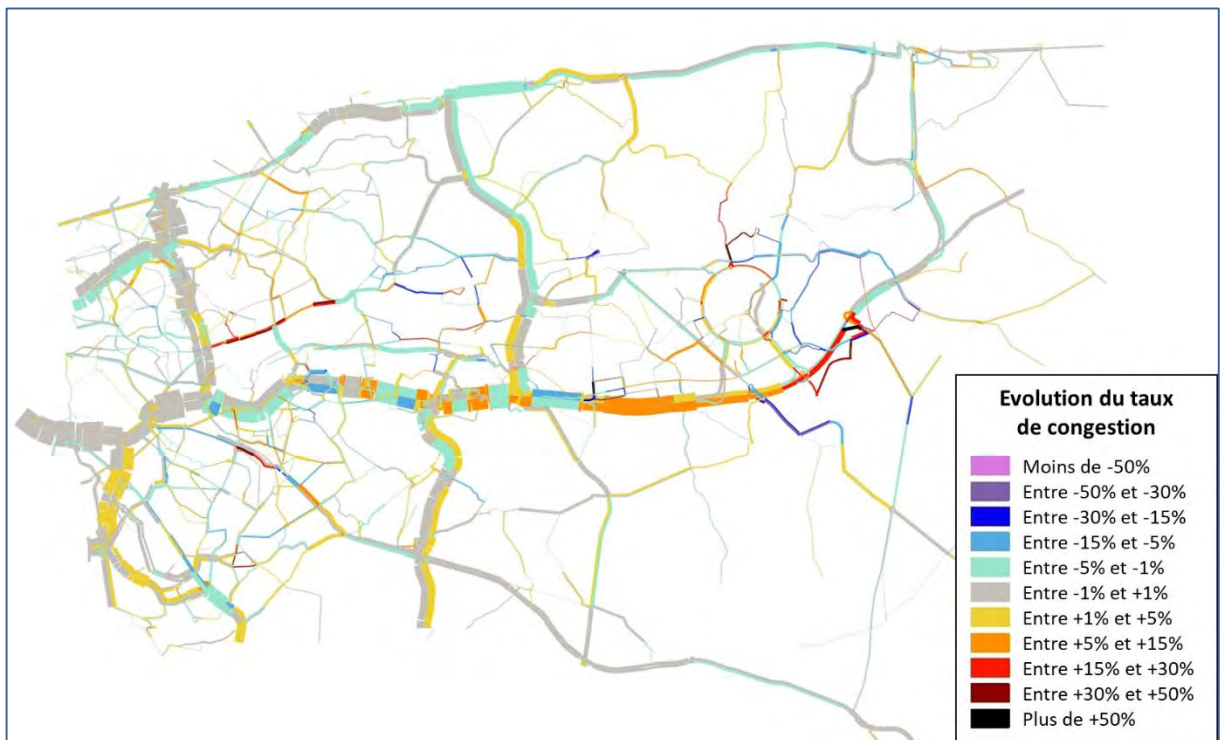 Evolution du taux
de congestion
Moins de -50%
Entre -50% et -30%
Entre -30% et -15%
Entre -15% et -5%
Entre -5% et -1%
Entre -1% et +1%
Entre +1% et +5%
Entre +5% et +15%
Entre +15% et +30%
Entre +30% et +50%
Plus de +50%